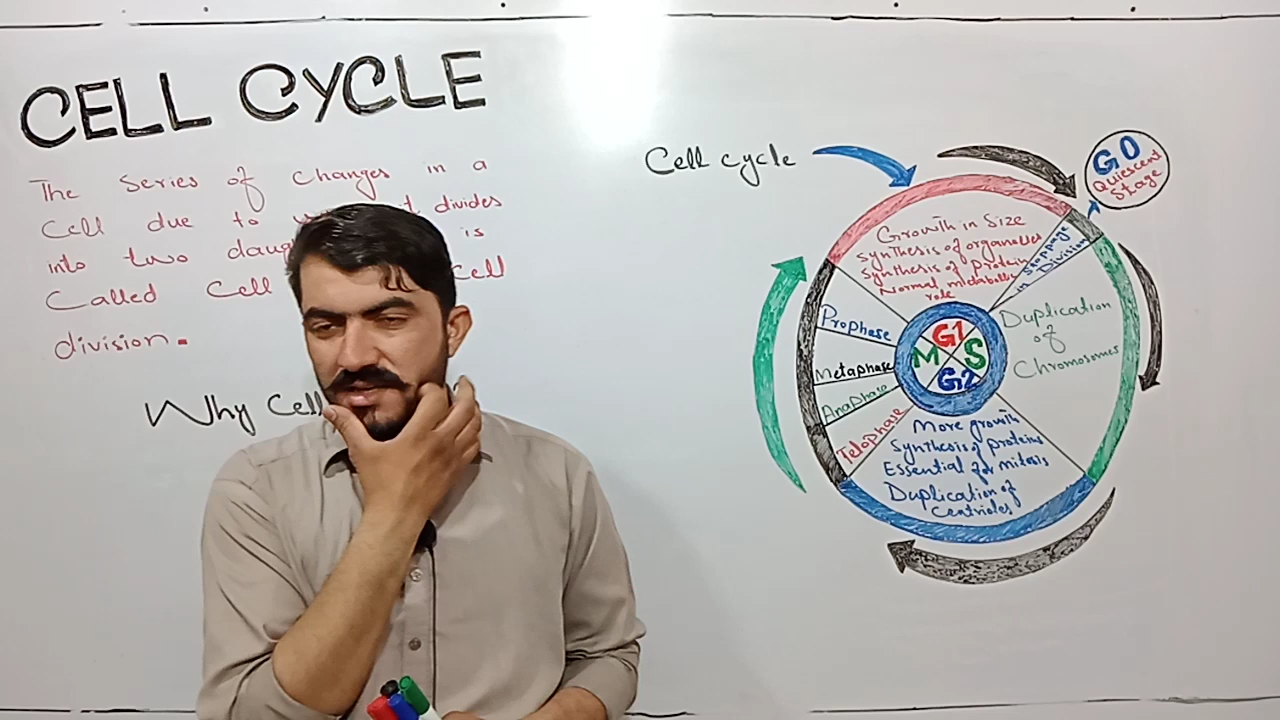 CELL CYCLE
The Series of changes in a
Cell due to divides
into two is
Called Cell Cell
division.
Why Cell
Cell cycle
G0
Quiescent
Stage
Growth in Size
Synthesis of organelles
Synthesis of protein
Normal metabolic
role
Stoppage
in Division
Duplication
of
Chromosomes
Prophase
Metaphase
Anaphase
Telophase
G1
M S
G2
More growth
Synthesis of proteins
Essential for mitosis
Duplication of
Centrioles